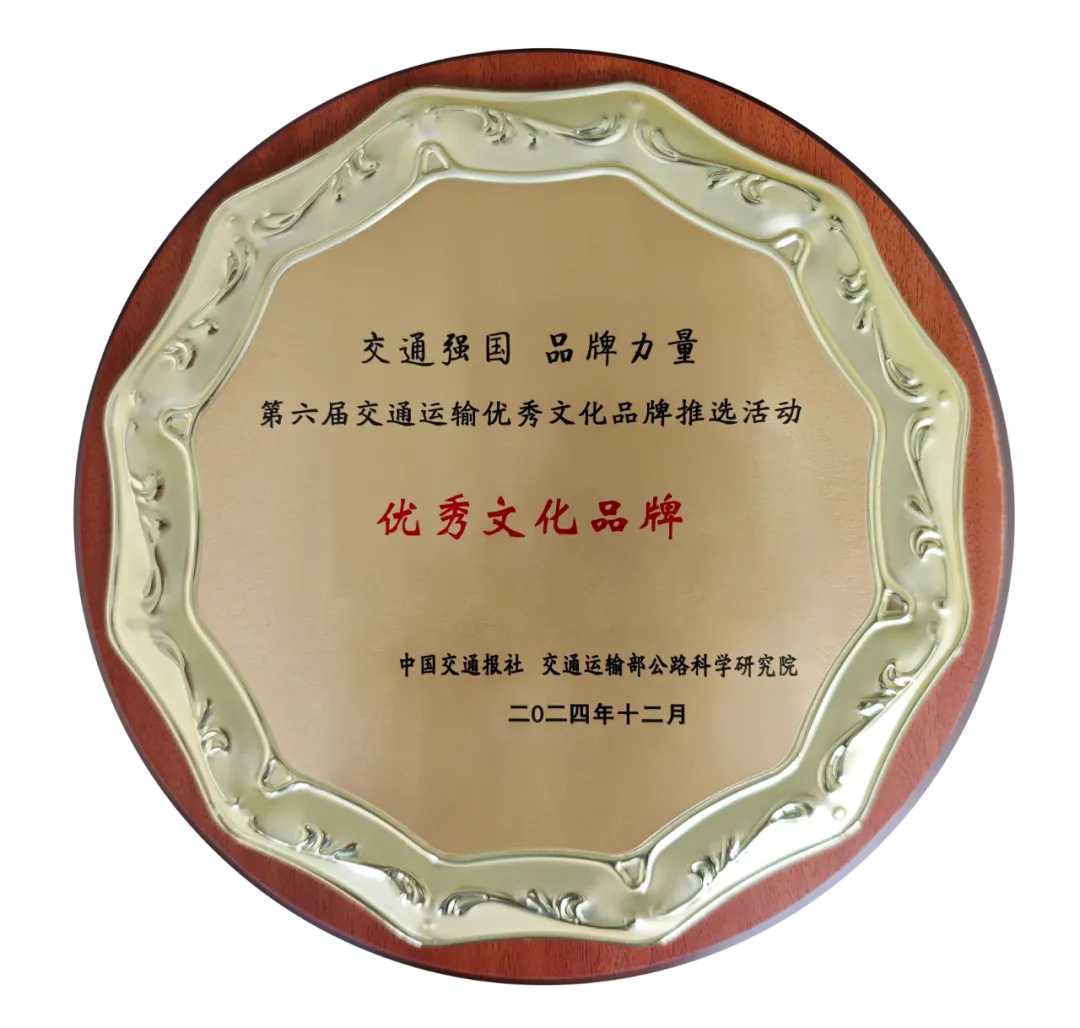 交通强国 品牌力量
第六届交通运输优秀文化品牌推选活动
优秀文化品牌
中国交通报社 交通运输部公路科学研究院
二0二四年十二月